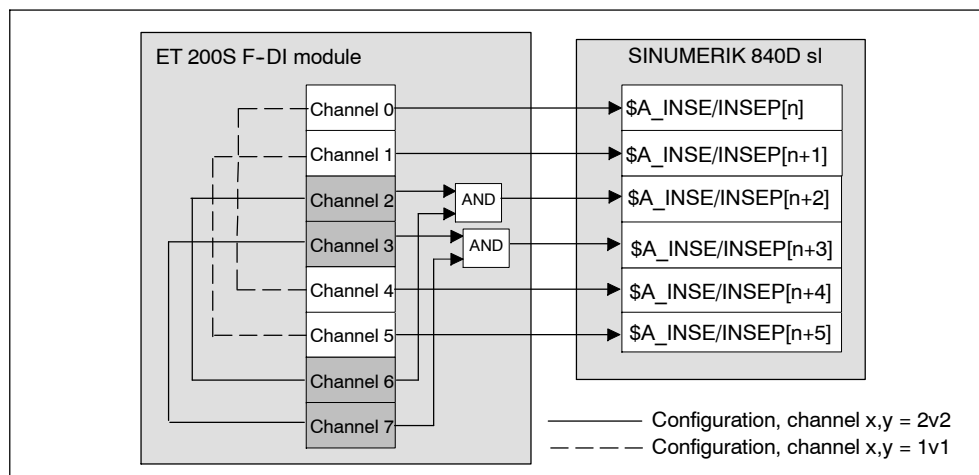 ET 200S F-DI module
Channel 0
Channel 1
Channel 2
Channel 3
Channel 4
Channel 5
Channel 6
Channel 7
AND
AND
SINUMERIK 840D sl
$A_INSE/INSEP[n]
$A_INSE/INSEP[n+1]
$A_INSE/INSEP[n+2]
$A_INSE/INSEP[n+3]
$A_INSE/INSEP[n+4]
$A_INSE/INSEP[n+5]
Configuration, channel x,y = 2v2
Configuration, channel x,y = 1v1